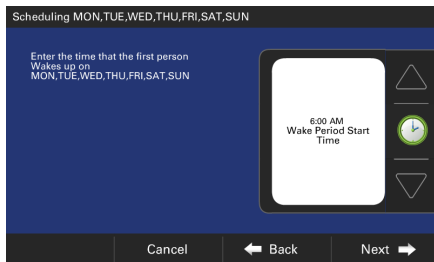 Scheduling MON,TUE,WED,THU,FRI,SAT,SUN
Enter the time that the first person
Wakes up on
MON,TUE,WED,THU,FRI,SAT,SUN
6:00 AM
Wake Period Start
Time
Cancel
Back
Next